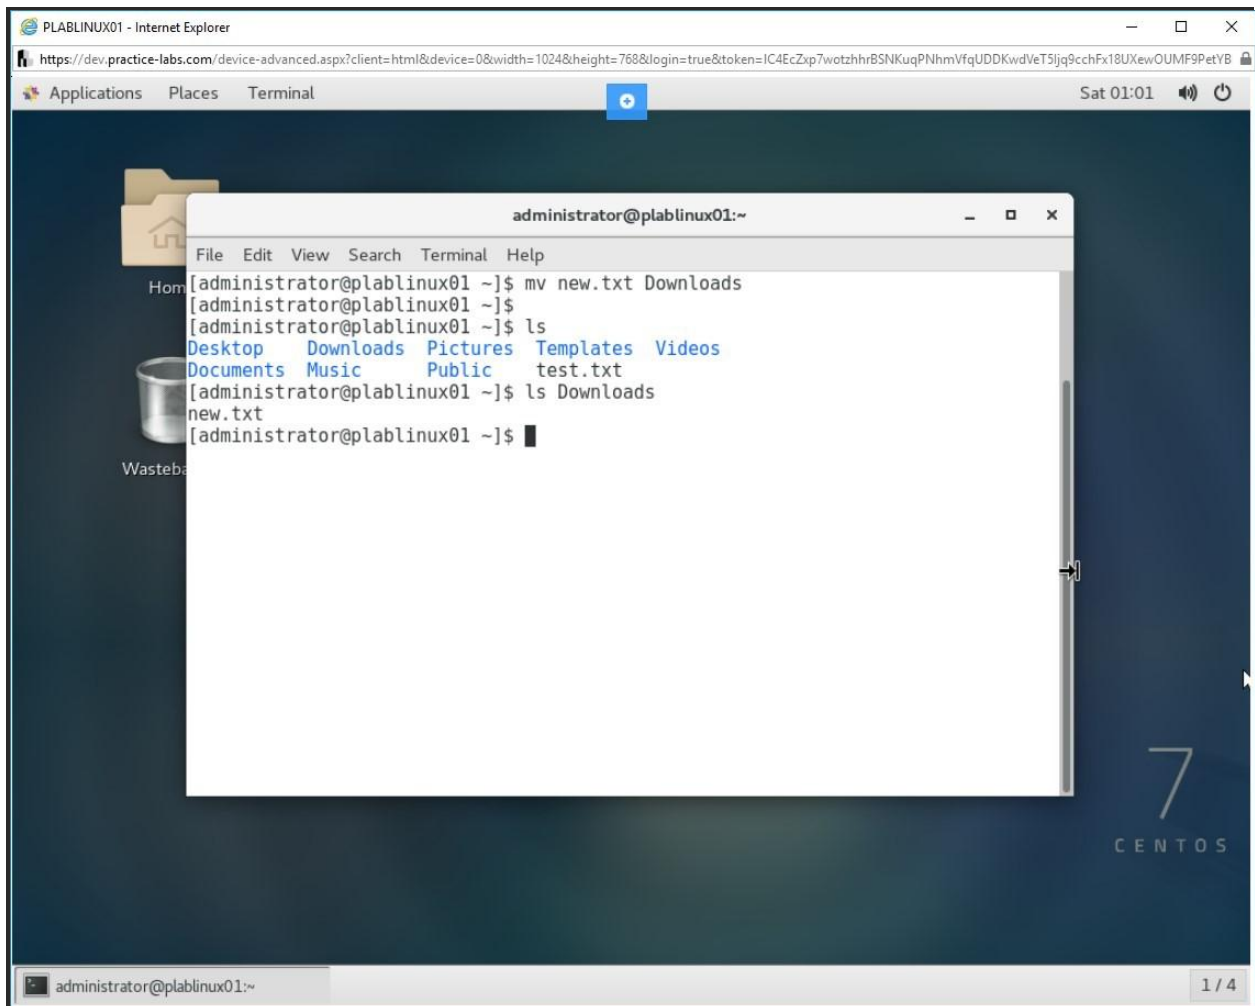 PLABLINUX01 - Internet Explorer
https://dev.practice-labs.com/device-advanced.aspx?client=html&device=0&width=1024&height=768&login=true&token=
Applications Places Terminal Sat 01:01
administrator@plablinux01:~
File Edit View Search Terminal Help
[administrator@plablinux01 ~]$ mv new.txt Downloads
[administrator@plablinux01 ~]$
[administrator@plablinux01 ~]$ ls
Desktop Downloads Pictures Templates Videos
Documents Music Public test.txt
[administrator@plablinux01 ~]$ ls Downloads
new.txt
[administrator@plablinux01 ~]$
Hom
Wasteba
7
CENTOS
administrator@plablinux01:~ 1 / 4